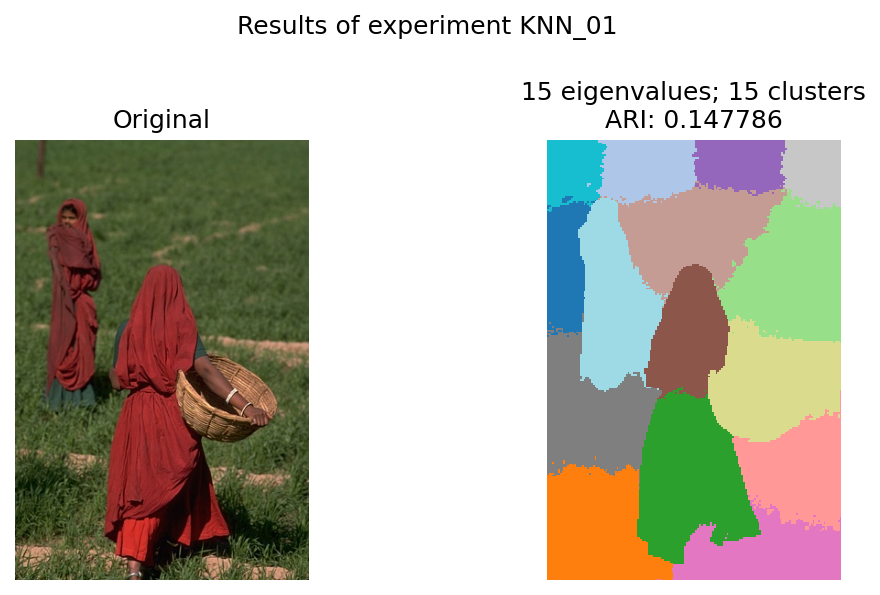 Results of experiment KNN_01
Original
15 eigenvalues; 15 clusters
ARI: 0.147786